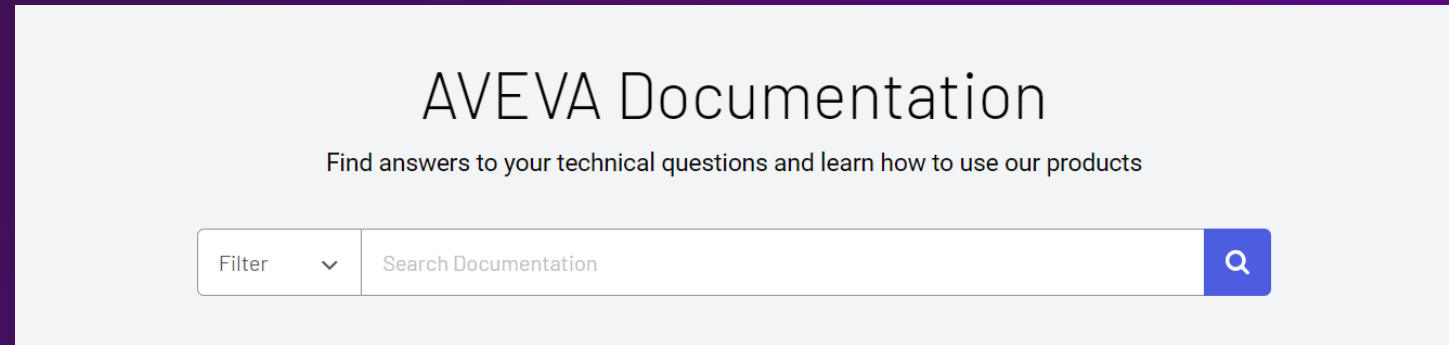 AVEVA Documentation
Find answers to your technical questions and learn how to use our products
Filter
Search Documentation